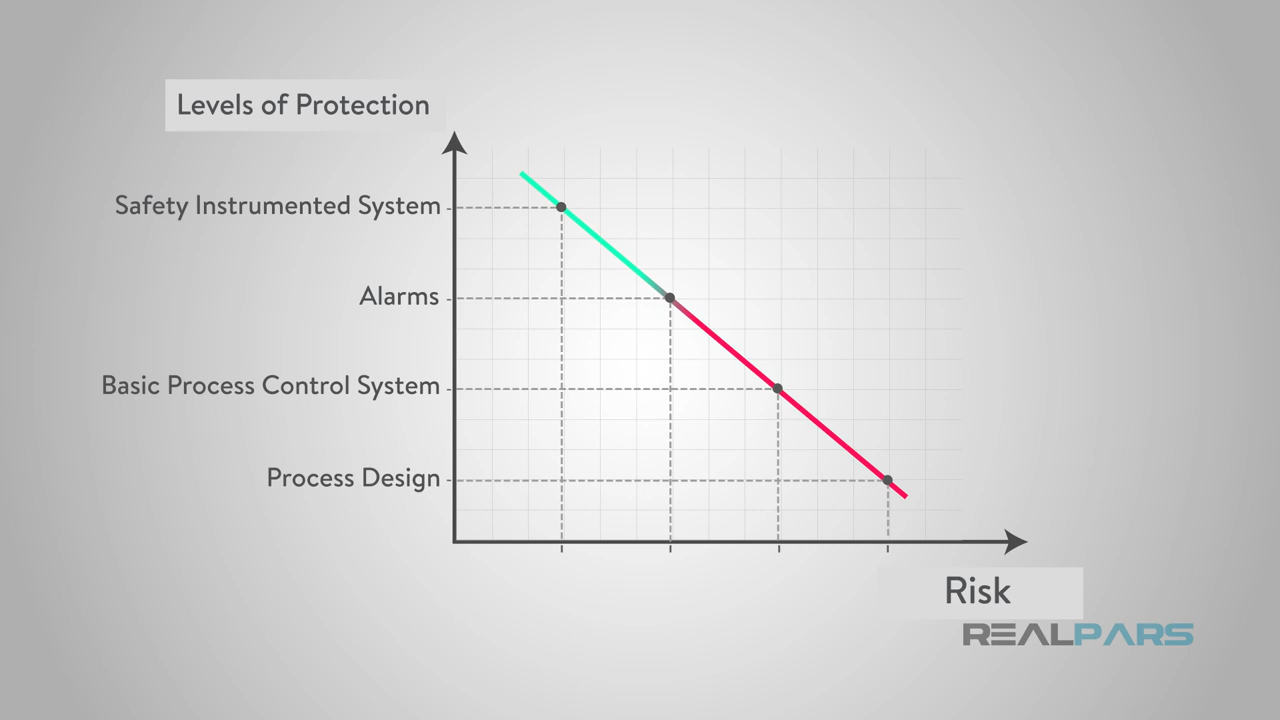 Levels of Protection
Safety Instrumented System
Alarms
Basic Process Control System
Process Design
Risk
REALPARS